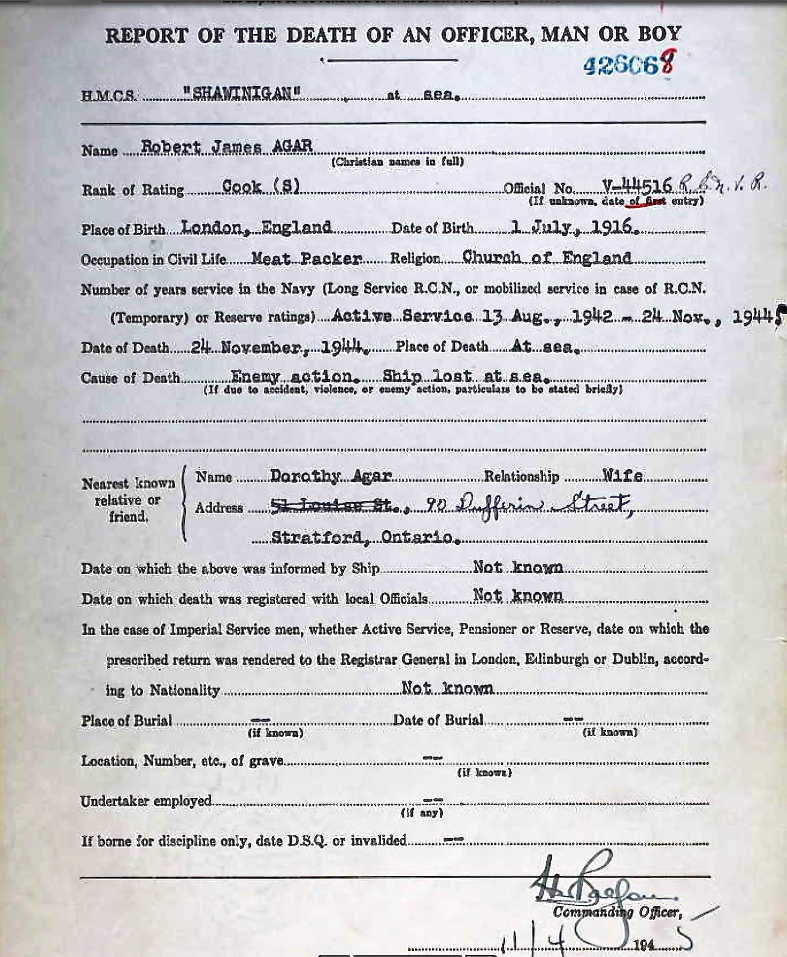 REPORT OF THE DEATH OF AN OFFICER, MAN OR BOY
426068
H.M.C.S. "SHAWINIGAN", at sea.
Name Robert James AGAR
(Christian names in full)
Rank of Rating Cook (S) Official No. V-44516 R.C.N.V.R.
(If unknown, date of first entry)
Place of Birth London, England Date of Birth 1 July, 1916.
Occupation in Civil Life Meat Packer Religion Church of England
Number of years service in the Navy (Long Service R.C.N., or mobilized service in case of R.C.N.
(Temporary) or Reserve ratings) Active Service 13 Aug., 1942 - 24 Nov., 1944
Date of Death 24 November, 1944. Place of Death At sea.
Cause of Death Enemy action. Ship lost at sea.
(If due to accident, violence, or enemy action, particulars to be stated briefly)
Nearest known relative or friend.
Name Dorothy Agar Relationship Wife
Address 51 Louise St., 90 Dufferin Street,
Stratford, Ontario.
Date on which the above was informed by Ship Not known
Date on which death was registered with local Officials Not known
In the case of Imperial Service men, whether Active Service, Pensioner or Reserve, date on which the
prescribed return was rendered to the Registrar General in London, Edinburgh or Dublin, accord-
ing to Nationality Not known
Place of Burial -- Date of Burial --
(if known) (if known)
Location, Number, etc., of grave --
(if known)
Undertaker employed --
(if any)
If borne for discipline only, date D.S.Q. or invalided --
Commanding Officer,
11/4 1945